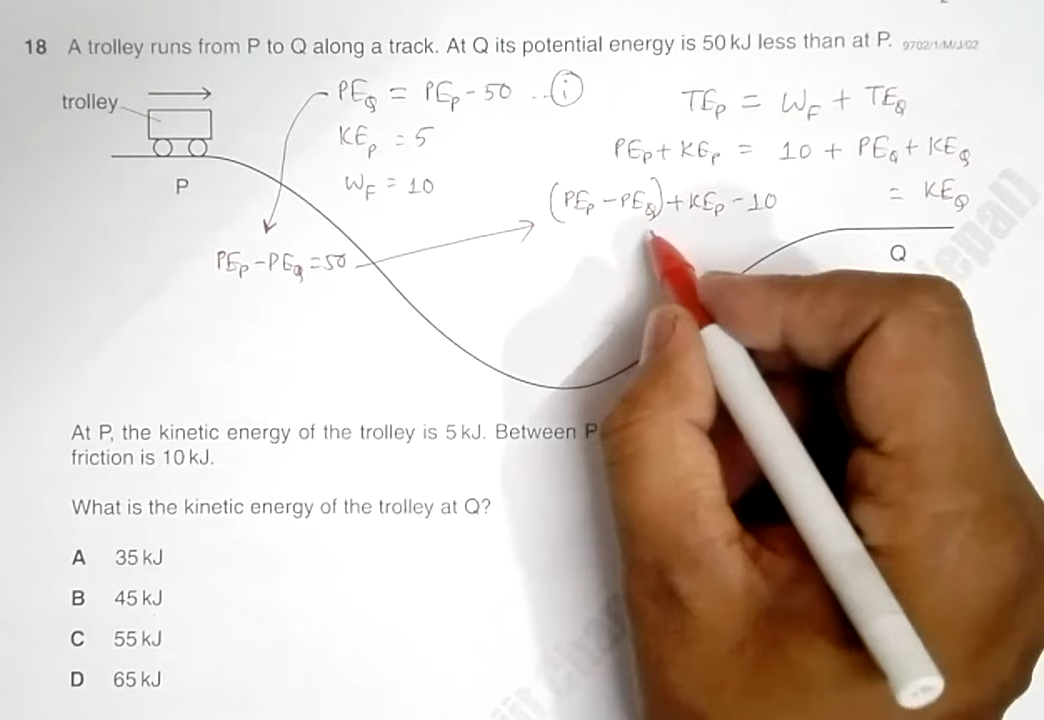 18 A trolley runs from P to Q along a track. At Q its potential energy is 50 kJ less than at P. 9702/1/M/J/02
trolley
P
PE_Q = PE_P - 50 ... (i)
KE_P = 5
W_F = 10
PE_P - PE_Q = 50
TE_P = W_F + TE_Q
PE_P + KE_P = 10 + PE_Q + KE_Q
(PE_P - PE_Q) + KE_P - 10 = KE_Q
Q
At P, the kinetic energy of the trolley is 5 kJ. Between P
friction is 10 kJ.
What is the kinetic energy of the trolley at Q?
A 35 kJ
B 45 kJ
C 55 kJ
D 65 kJ